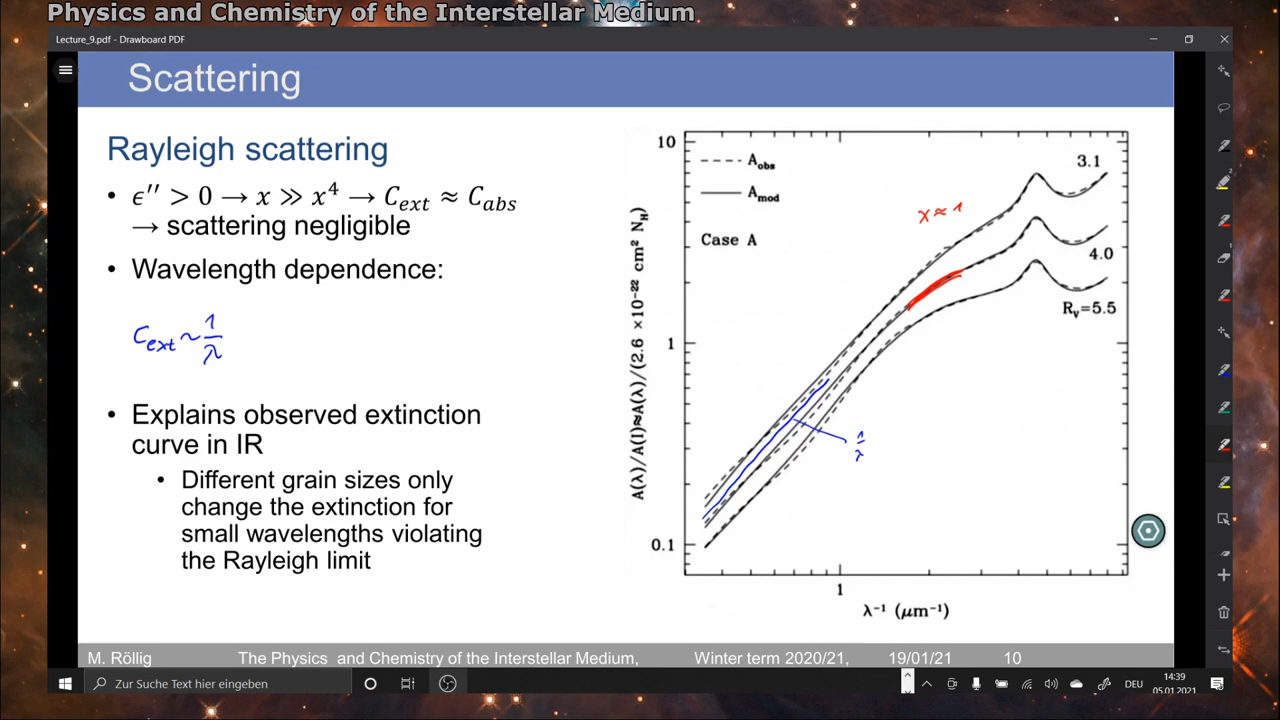 Physics and Chemistry of the Interstellar Medium
Lecture_9.pdf - Drawboard PDF
Scattering
Rayleigh scattering
• ϵ′′ > 0 → x ≫ x⁴ → C_ext ≈ C_abs
→ scattering negligible
• Wavelength dependence:
C_ext ~ 1/λ
• Explains observed extinction
curve in IR
• Different grain sizes only
change the extinction for
small wavelengths violating
the Rayleigh limit
A(λ)/A(I)≈A(λ)/(2.6 ×10⁻²² cm² N_H)
10
1
0.1
A_obs
A_mod
Case A
x ≈ 1
3.1
4.0
R_V=5.5
1/λ
1
λ⁻¹ (μm⁻¹)
M. Röllig The Physics and Chemistry of the Interstellar Medium, Winter term 2020/21, 19/01/21 10
Zur Suche Text hier eingeben
DEU
14:39
05.01.2021